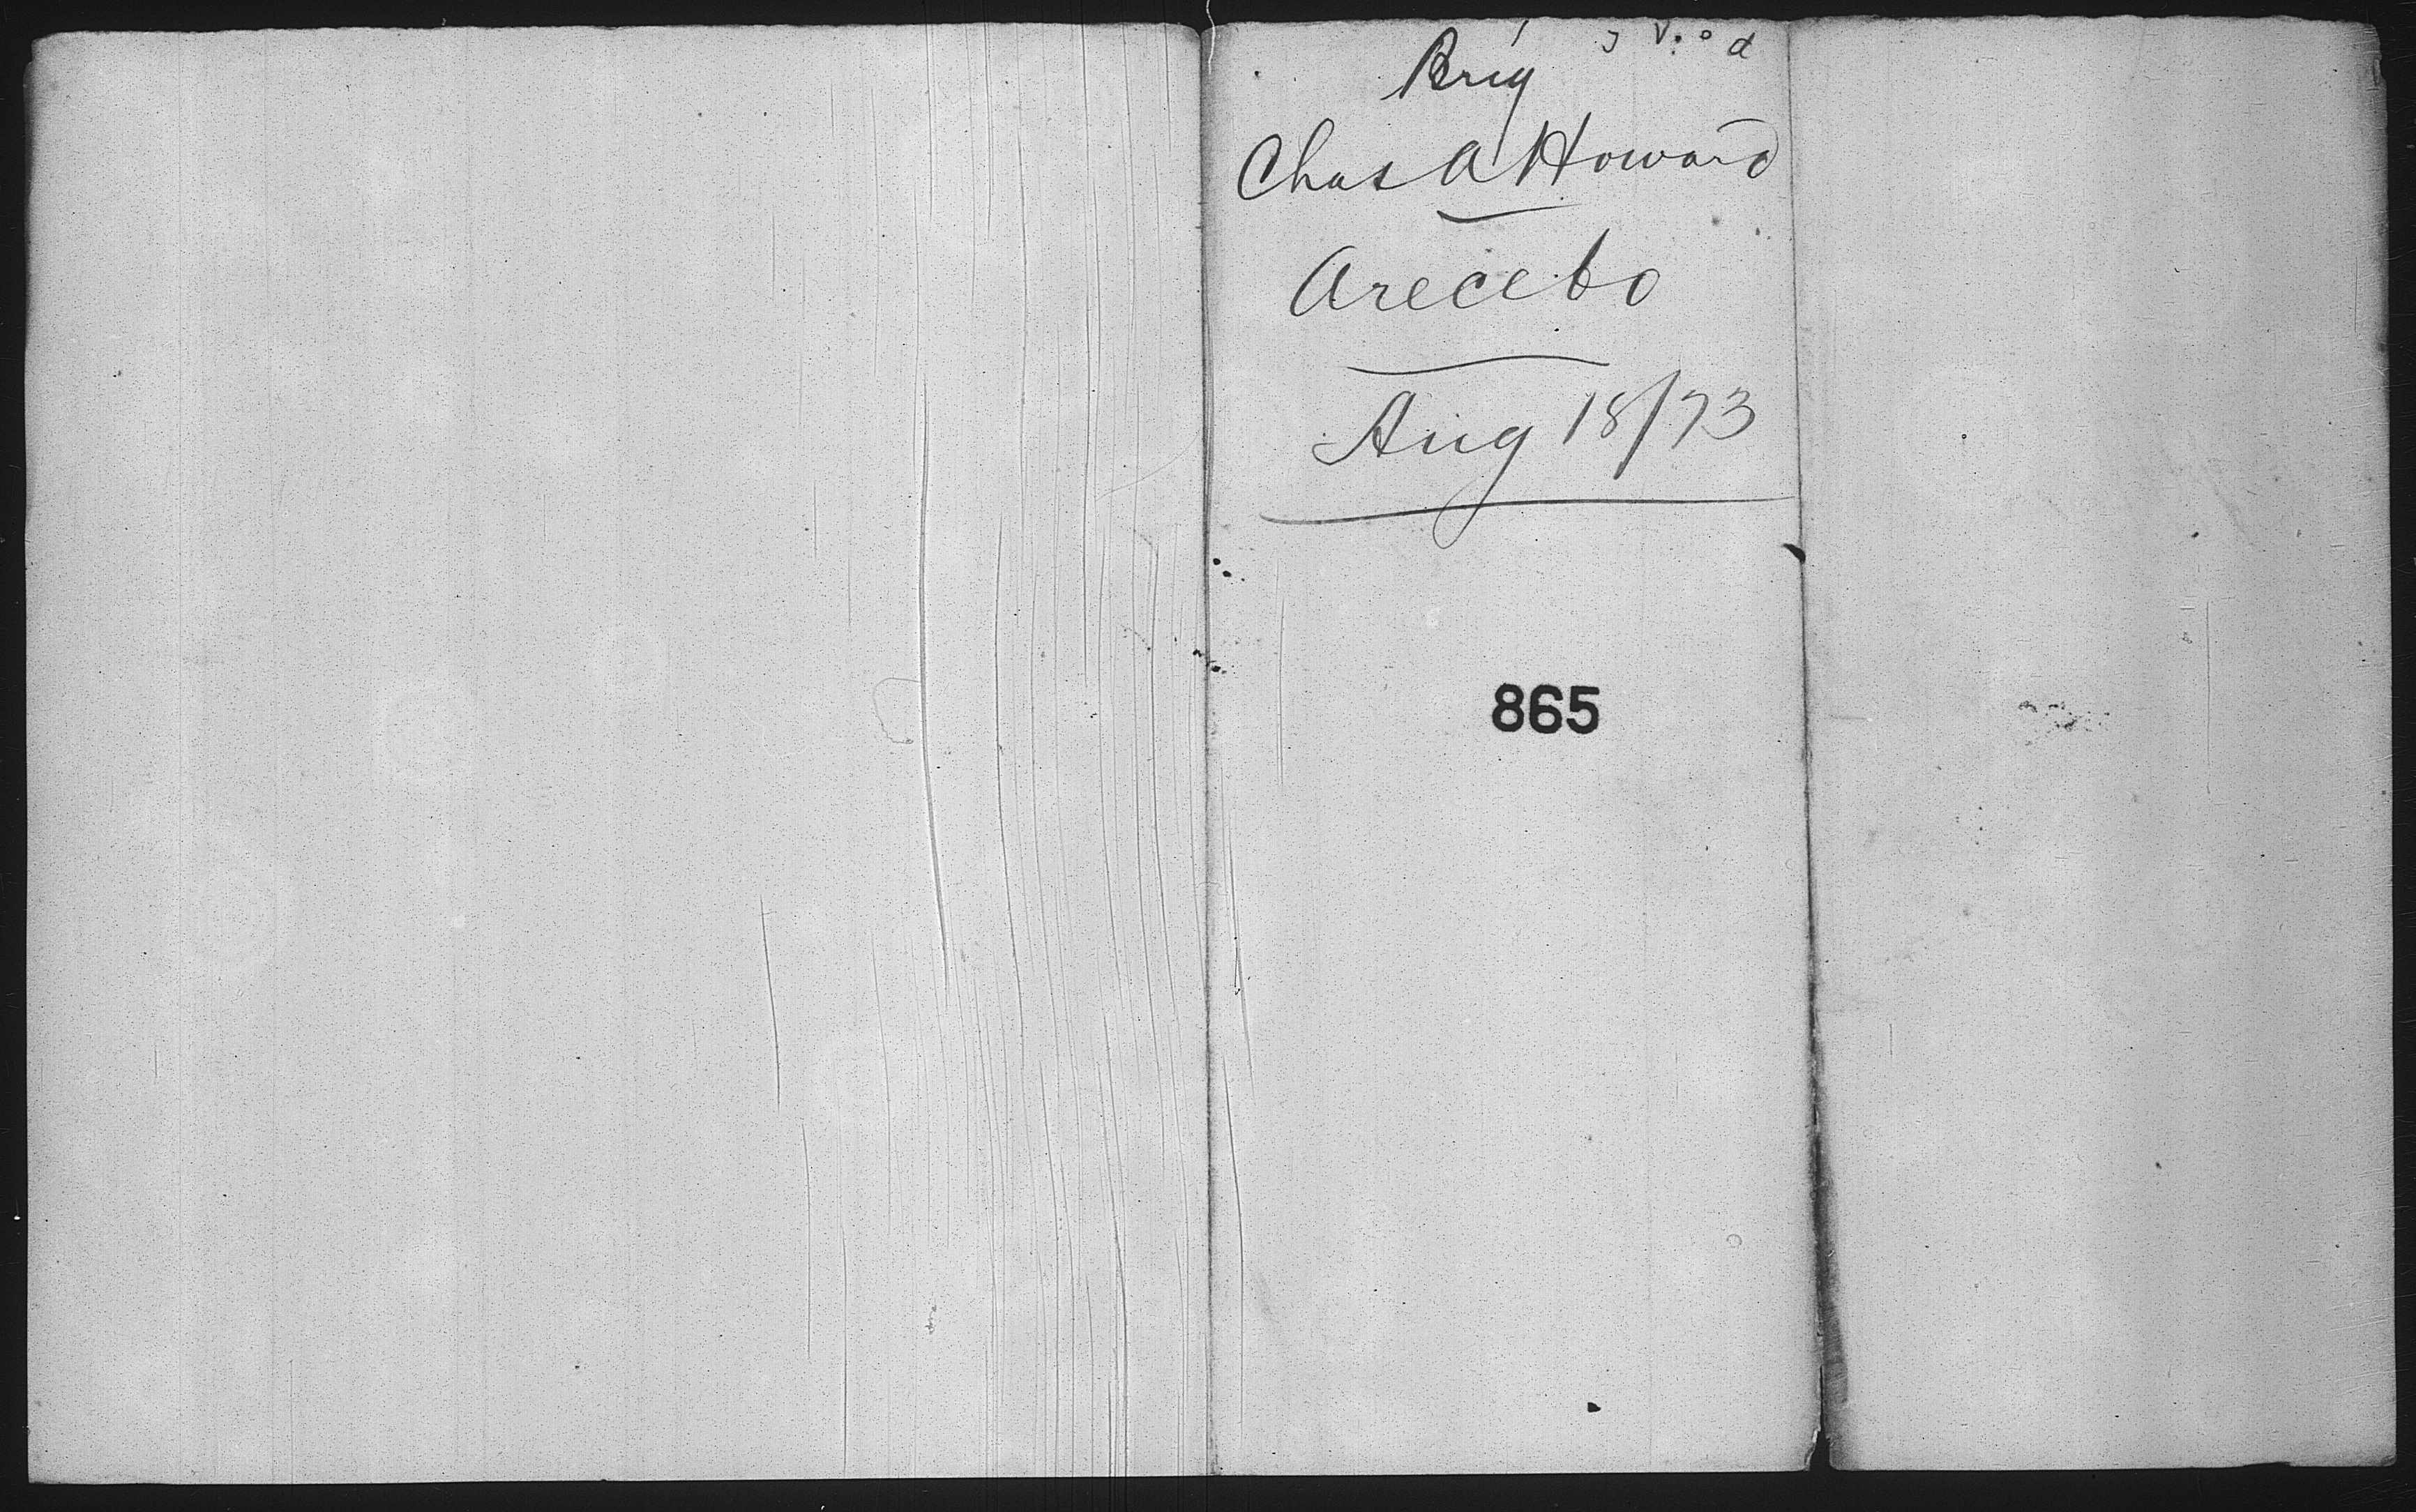 Brig
Chas A Howard
Arecebo
Aug 18/73
865